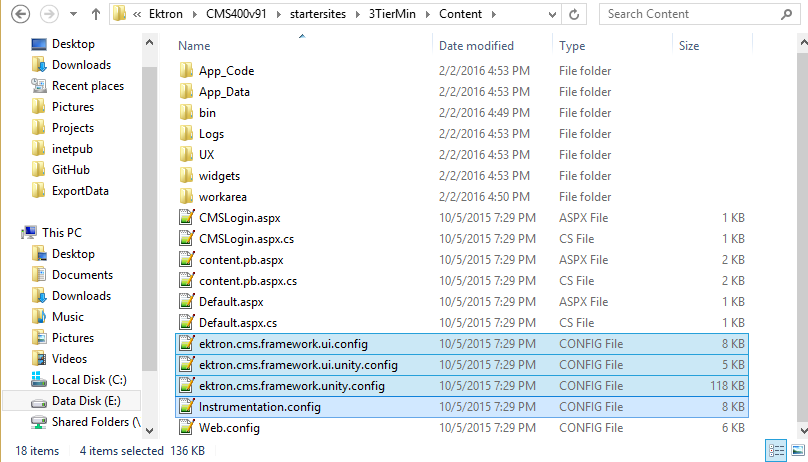 « Ektron › CMS400v91 › startersites › 3TierMin › Content › Search Content
Name Date modified Type Size
Desktop
Downloads
Recent places
Pictures
Projects
inetpub
GitHub
ExportData
This PC
Desktop
Documents
Downloads
Music
Pictures
Videos
Local Disk (C:)
Data Disk (E:)
Shared Folders (\
App_Code 2/2/2016 4:53 PM File folder
App_Data 2/2/2016 4:53 PM File folder
bin 2/2/2016 4:49 PM File folder
Logs 2/2/2016 4:53 PM File folder
UX 2/2/2016 4:53 PM File folder
widgets 2/2/2016 4:53 PM File folder
workarea 2/2/2016 4:50 PM File folder
CMSLogin.aspx 10/5/2015 7:29 PM ASPX File 1 KB
CMSLogin.aspx.cs 10/5/2015 7:29 PM CS File 1 KB
content.pb.aspx 10/5/2015 7:29 PM ASPX File 2 KB
content.pb.aspx.cs 10/5/2015 7:29 PM CS File 2 KB
Default.aspx 10/5/2015 7:29 PM ASPX File 1 KB
Default.aspx.cs 10/5/2015 7:29 PM CS File 1 KB
ektron.cms.framework.ui.config 10/5/2015 7:29 PM CONFIG File 8 KB
ektron.cms.framework.ui.unity.config 10/5/2015 7:29 PM CONFIG File 5 KB
ektron.cms.framework.unity.config 10/5/2015 7:29 PM CONFIG File 118 KB
Instrumentation.config 10/5/2015 7:29 PM CONFIG File 8 KB
Web.config 10/5/2015 7:29 PM CONFIG File 6 KB
18 items 4 items selected 136 KB